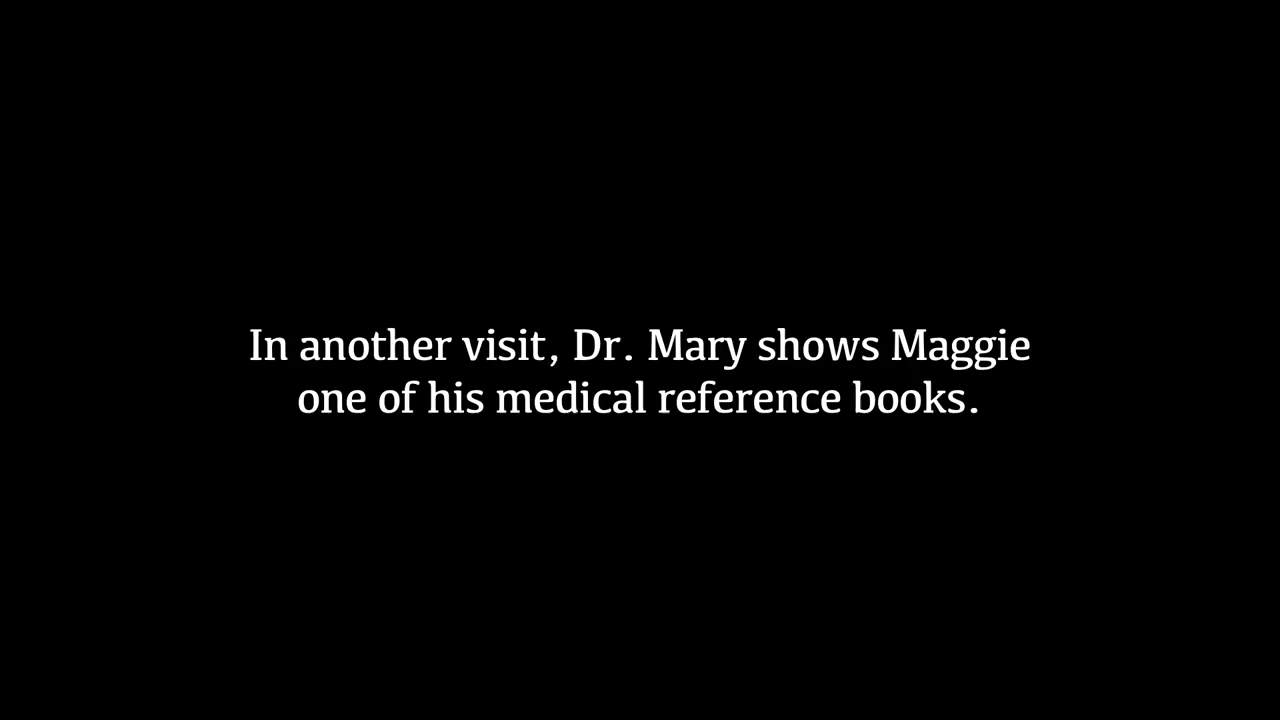 In another visit, Dr. Mary shows Maggie
one of his medical reference books.